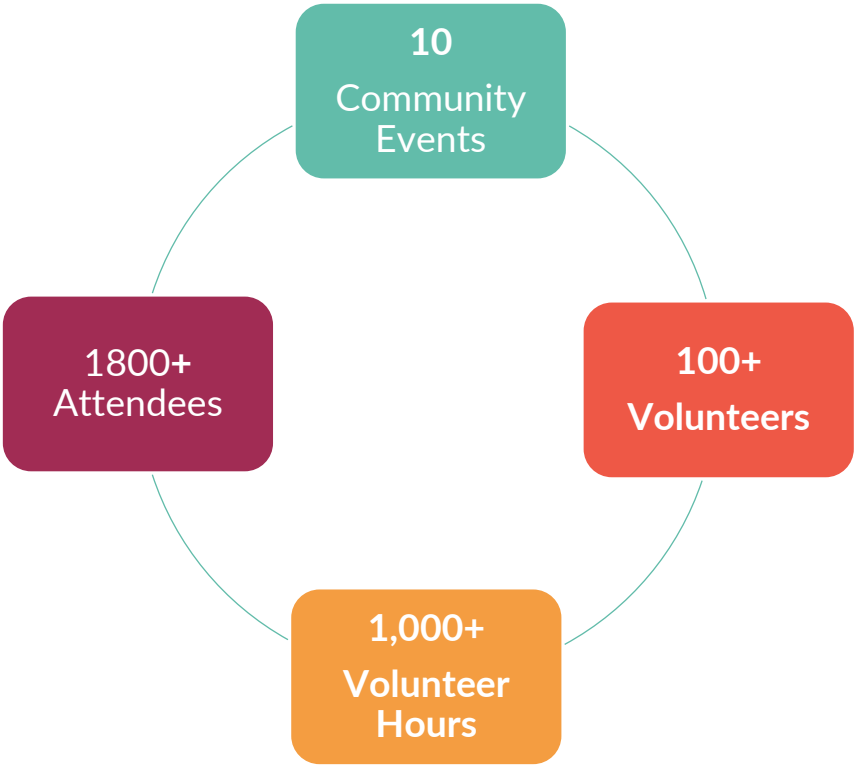 10
Community
Events
1800+
Attendees
100+
Volunteers
1,000+
Volunteer
Hours